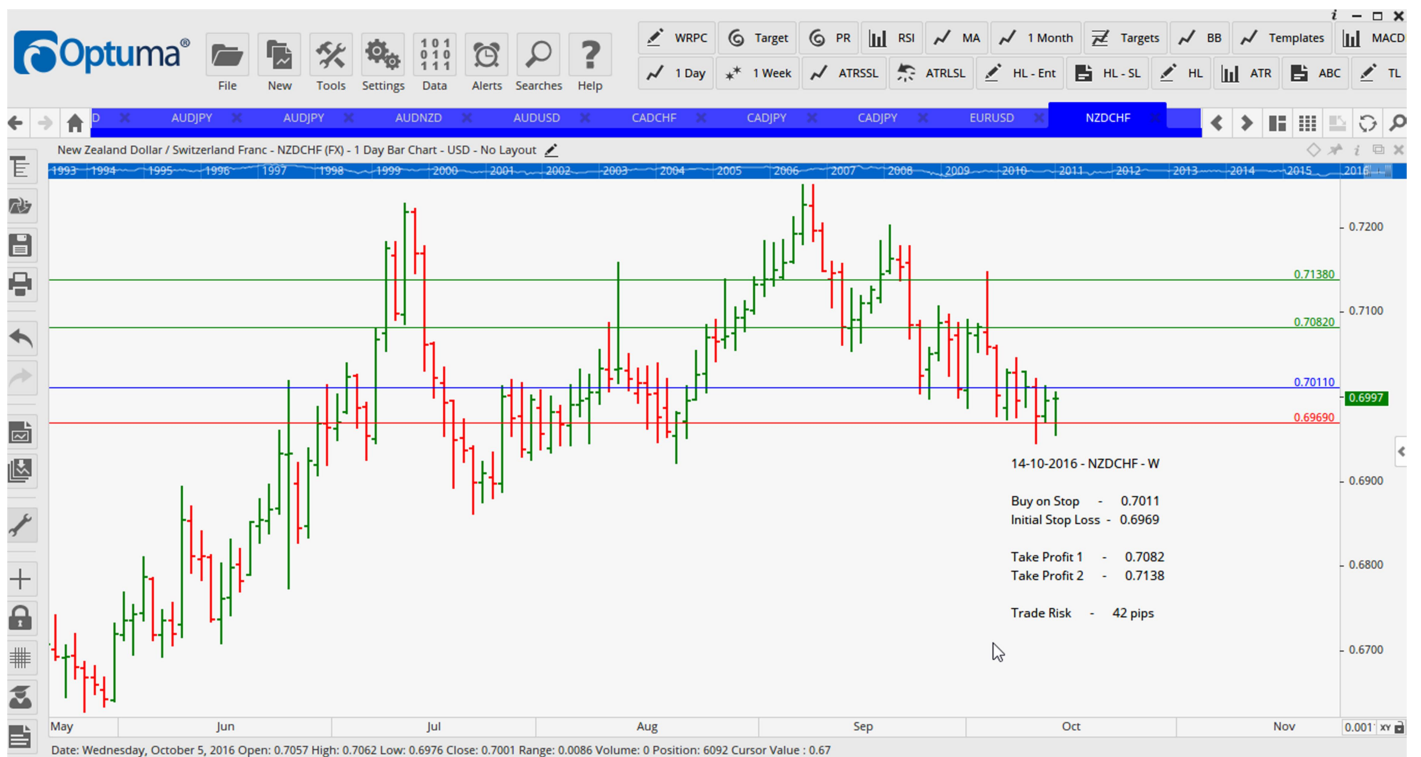 Optuma®
File New Tools Settings Data Alerts Searches Help
WRPC Target PR RSI MA 1 Month Targets BB Templates MACD
1 Day 1 Week ATRSSL ATRLSL HL - Ent HL - SL HL ATR ABC TL
D AUDJPY AUDJPY AUDNZD AUDUSD CADCHF CADJPY CADJPY EURUSD NZDCHF
New Zealand Dollar / Switzerland Franc - NZDCHF (FX) - 1 Day Bar Chart - USD - No Layout
1993 1994 1995 1996 1997 1998 1999 2000 2001 2002 2003 2004 2005 2006 2007 2008 2009 2010 2011 2012 2013 2014 2015 2016
0.7200
0.71380
0.7100
0.70820
0.70110
0.6997
0.69690
14-10-2016 - NZDCHF - W
0.6900
Buy on Stop - 0.7011
Initial Stop Loss - 0.6969
Take Profit 1 - 0.7082
0.6800
Take Profit 2 - 0.7138
Trade Risk - 42 pips
0.6700
May Jun Jul Aug Sep Oct Nov 0.001 XY
Date: Wednesday, October 5, 2016 Open: 0.7057 High: 0.7062 Low: 0.6976 Close: 0.7001 Range: 0.0086 Volume: 0 Position: 6092 Cursor Value : 0.67